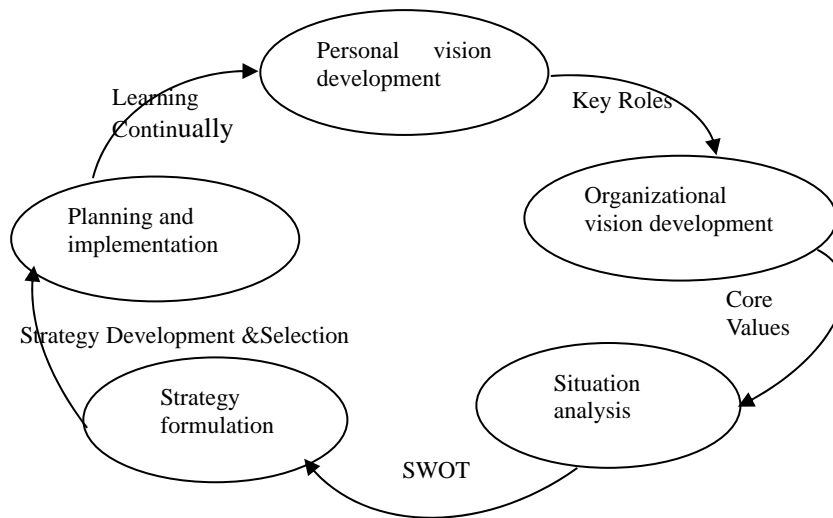 Personal vision
development
Key Roles
Organizational
vision development
Core
Values
Situation
analysis
SWOT
Strategy
formulation
Strategy Development &Selection
Planning and
implementation
Learning
Continually